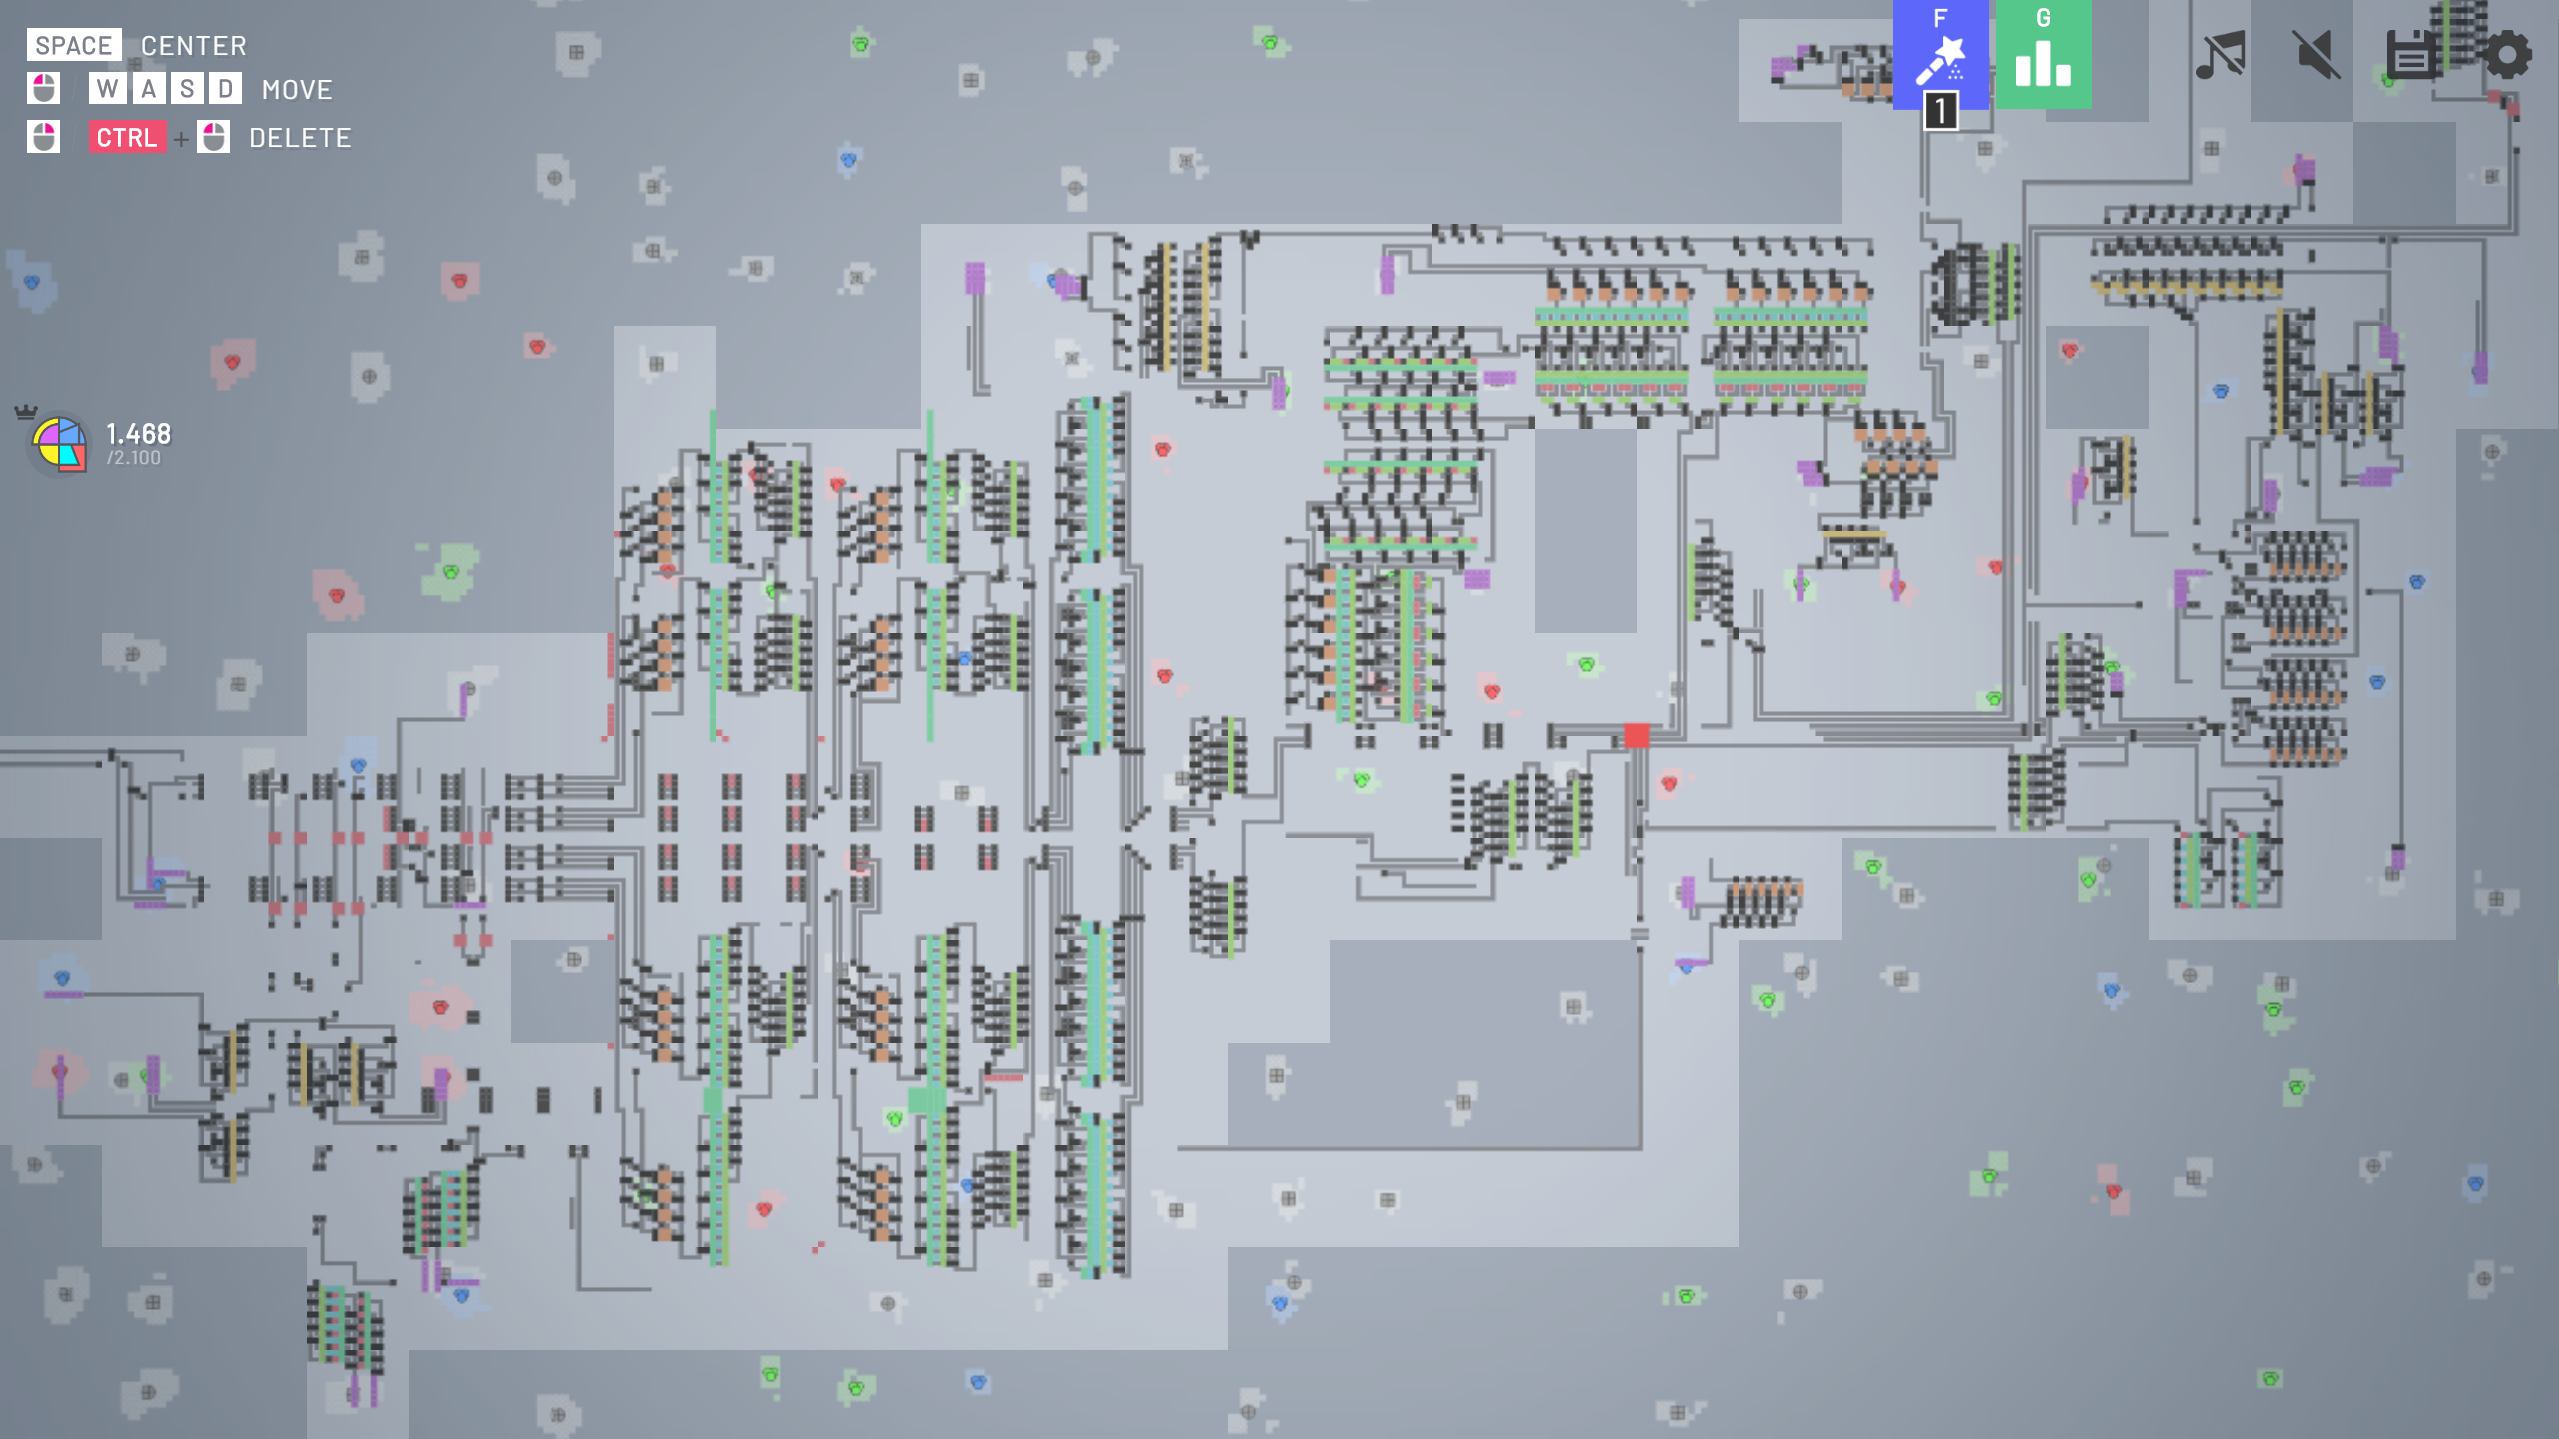 SPACE CENTER
W A S D MOVE
CTRL + DELETE
F
G
1
1.468
/2.100